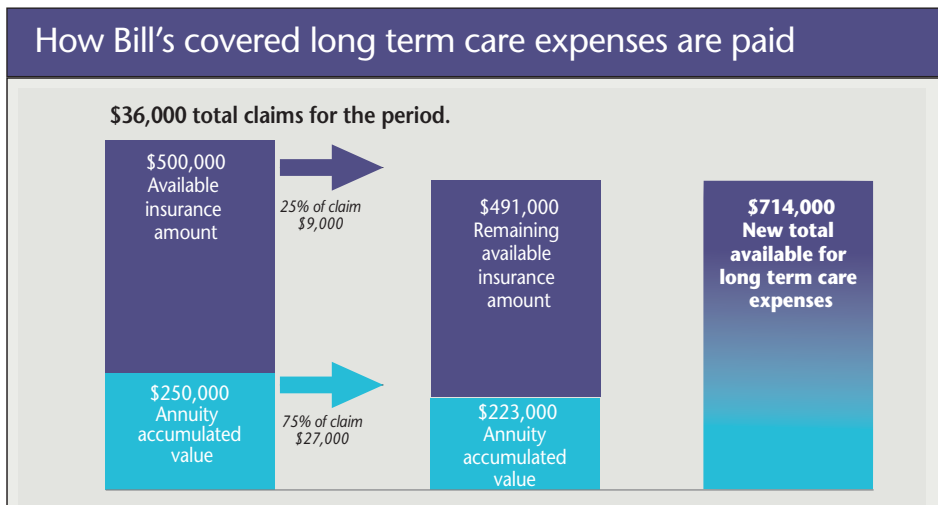 How Bill's covered long term care expenses are paid
$36,000 total claims for the period.
$500,000
Available
insurance
amount
25% of claim
$9,000
$250,000
Annuity
accumulated
value
75% of claim
$27,000
$491,000
Remaining
available
insurance
amount
$223,000
Annuity
accumulated
value
$714,000
New total
available for
long term care
expenses